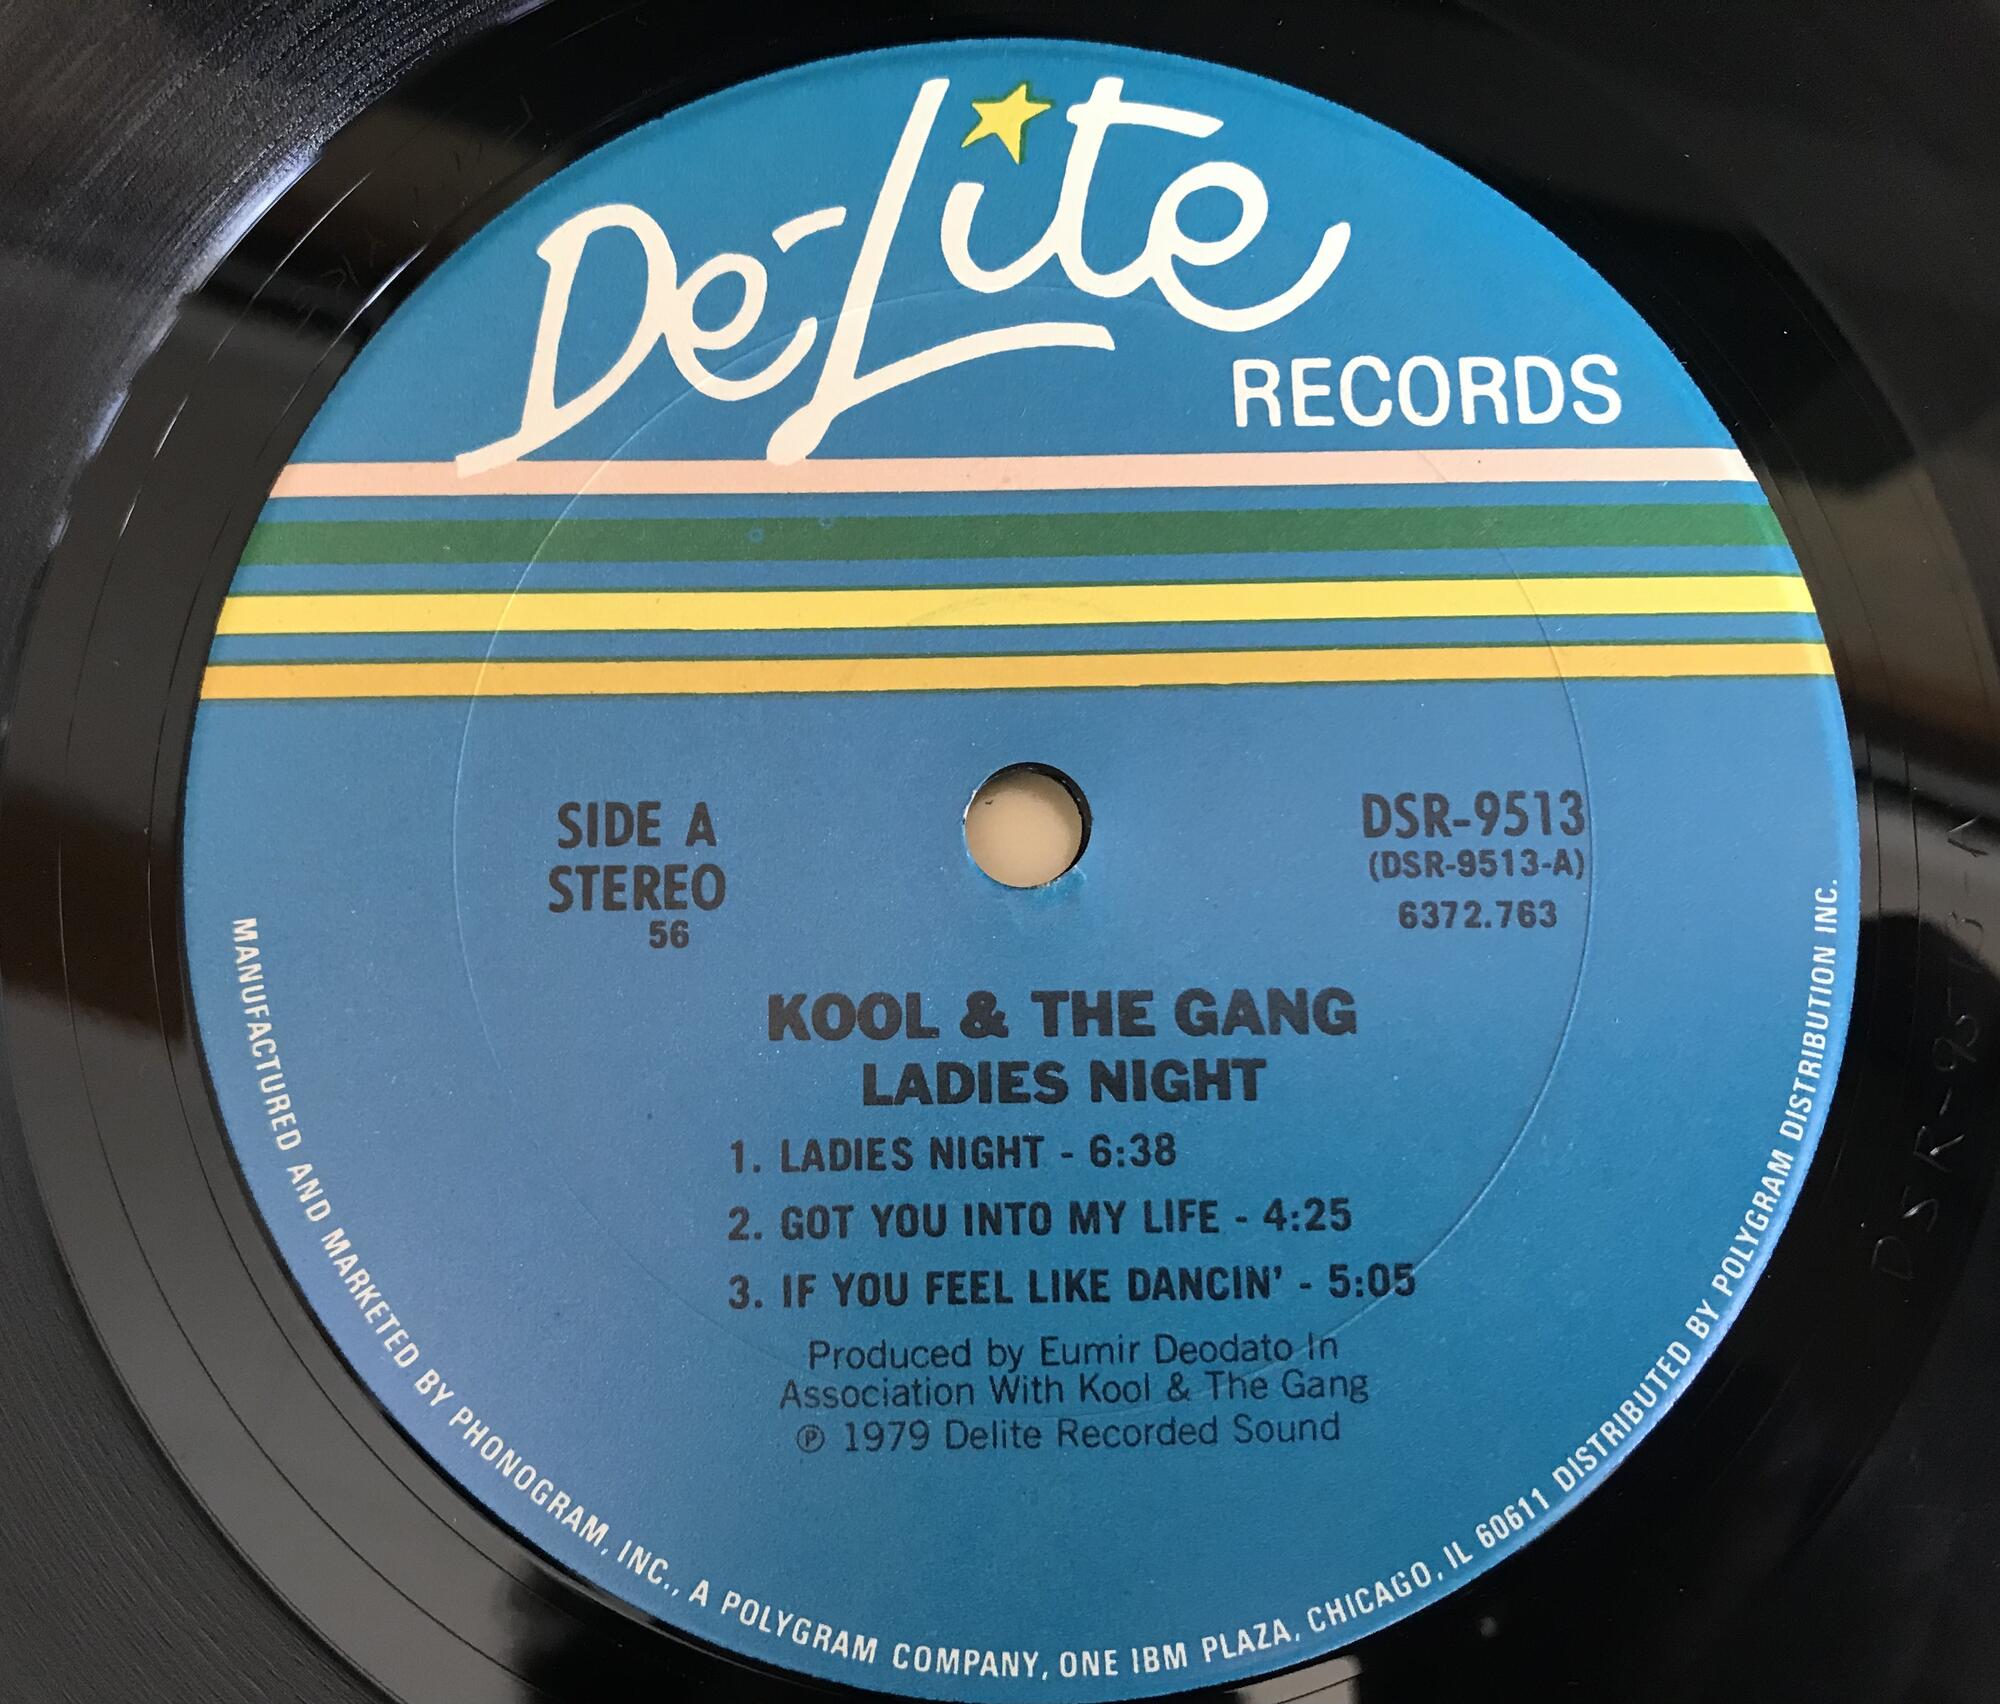 De-Lite
RECORDS
SIDE A
STEREO
56
DSR-9513
(DSR-9513-A)
6372.763
KOOL & THE GANG
LADIES NIGHT
1. LADIES NIGHT - 6:38
2. GOT YOU INTO MY LIFE - 4:25
3. IF YOU FEEL LIKE DANCIN' - 5:05
Produced by Eumir Deodato In
Association With Kool & The Gang
℗ 1979 Delite Recorded Sound
MANUFACTURED AND MARKETED BY PHONOGRAM, INC., A POLYGRAM COMPANY, ONE IBM PLAZA, CHICAGO, IL 60611 DISTRIBUTED BY POLYGRAM DISTRIBUTION INC.
DSR-9513-A